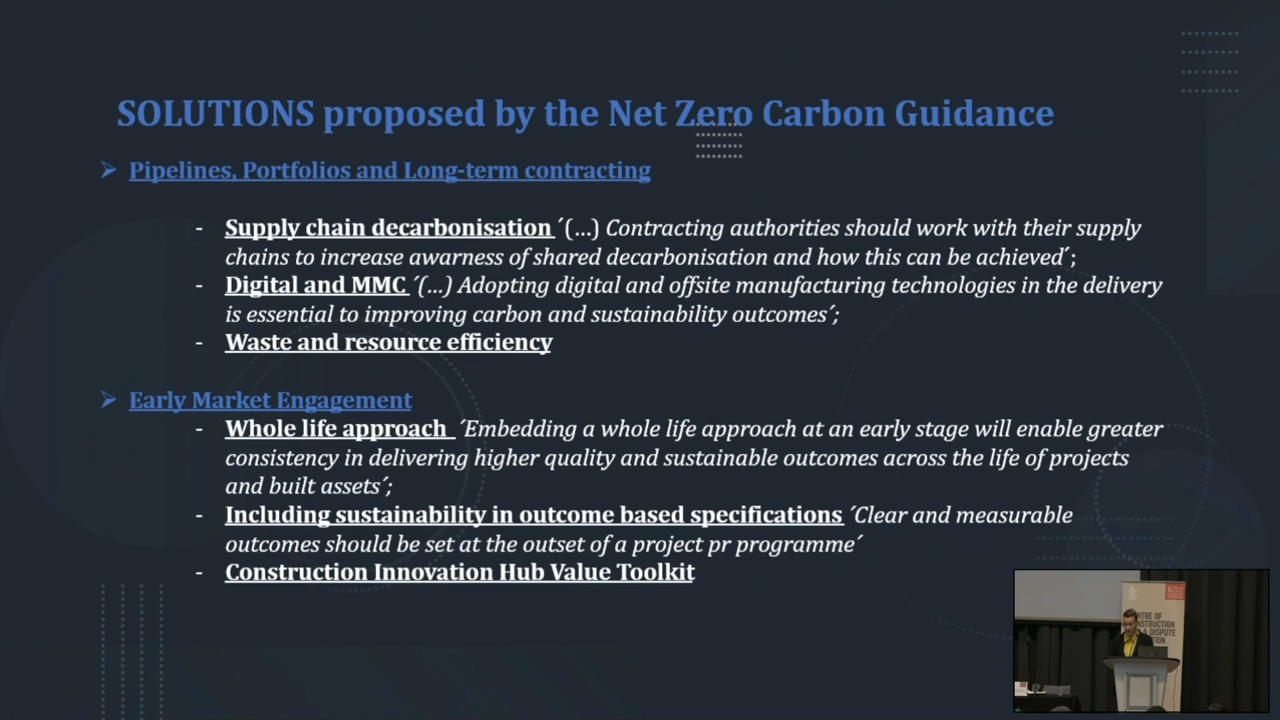 SOLUTIONS proposed by the Net Zero Carbon Guidance
➢ Pipelines, Portfolios and Long-term contracting
- Supply chain decarbonisation ´(…) Contracting authorities should work with their supply
chains to increase awarness of shared decarbonisation and how this can be achieved´;
- Digital and MMC ´(…) Adopting digital and offsite manufacturing technologies in the delivery
is essential to improving carbon and sustainability outcomes´;
- Waste and resource efficiency
➢ Early Market Engagement
- Whole life approach ´Embedding a whole life approach at an early stage will enable greater
consistency in delivering higher quality and sustainable outcomes across the life of projects
and built assets´;
- Including sustainability in outcome based specifications ´Clear and measurable
outcomes should be set at the outset of a project pr programme´
- Construction Innovation Hub Value Toolkit
NTRE OF
NSTRUCTION
& DISPUTE